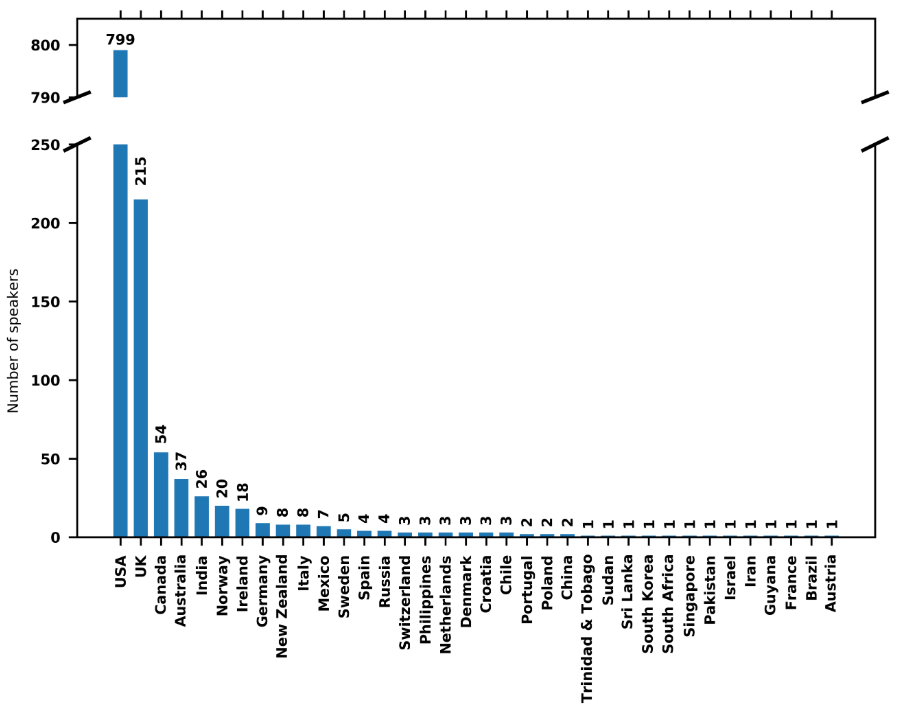 800
799
790
250
215
200
150
100
50
0
Number of speakers
54
37
26
20
18
9
8
8
7
5
4
4
3
3
3
3
3
3
2
2
2
1
1
1
1
1
1
1
1
1
1
1
1
1
USA
UK
Canada
Australia
India
Norway
Ireland
Germany
New Zealand
Italy
Mexico
Sweden
Spain
Russia
Switzerland
Philippines
Netherlands
Denmark
Croatia
Chile
Portugal
Poland
China
Trinidad & Tobago
Sudan
Sri Lanka
South Korea
South Africa
Singapore
Pakistan
Israel
Iran
Guyana
France
Brazil
Austria